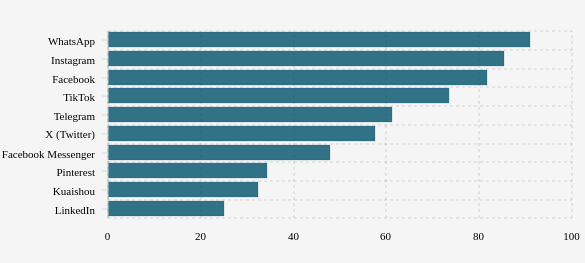 WhatsApp
Instagram
Facebook
TikTok
Telegram
X (Twitter)
Facebook Messenger
Pinterest
Kuaishou
LinkedIn
0 20 40 60 80 100